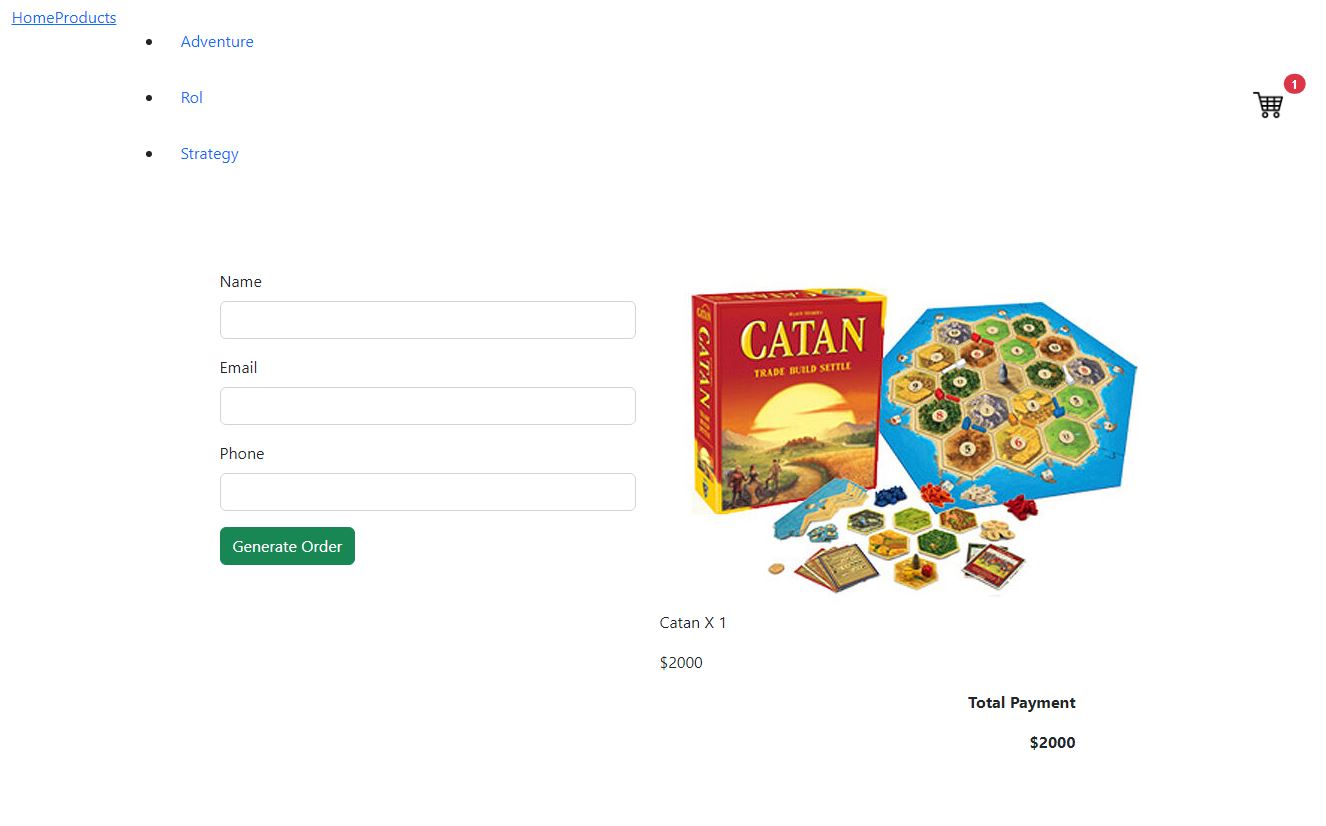 HomeProducts
Adventure
Rol
Strategy
1
Name
Email
Phone
Generate Order
CATAN
TRADE BUILD SETTLE
CATAN
Catan X 1
$2000
Total Payment
$2000